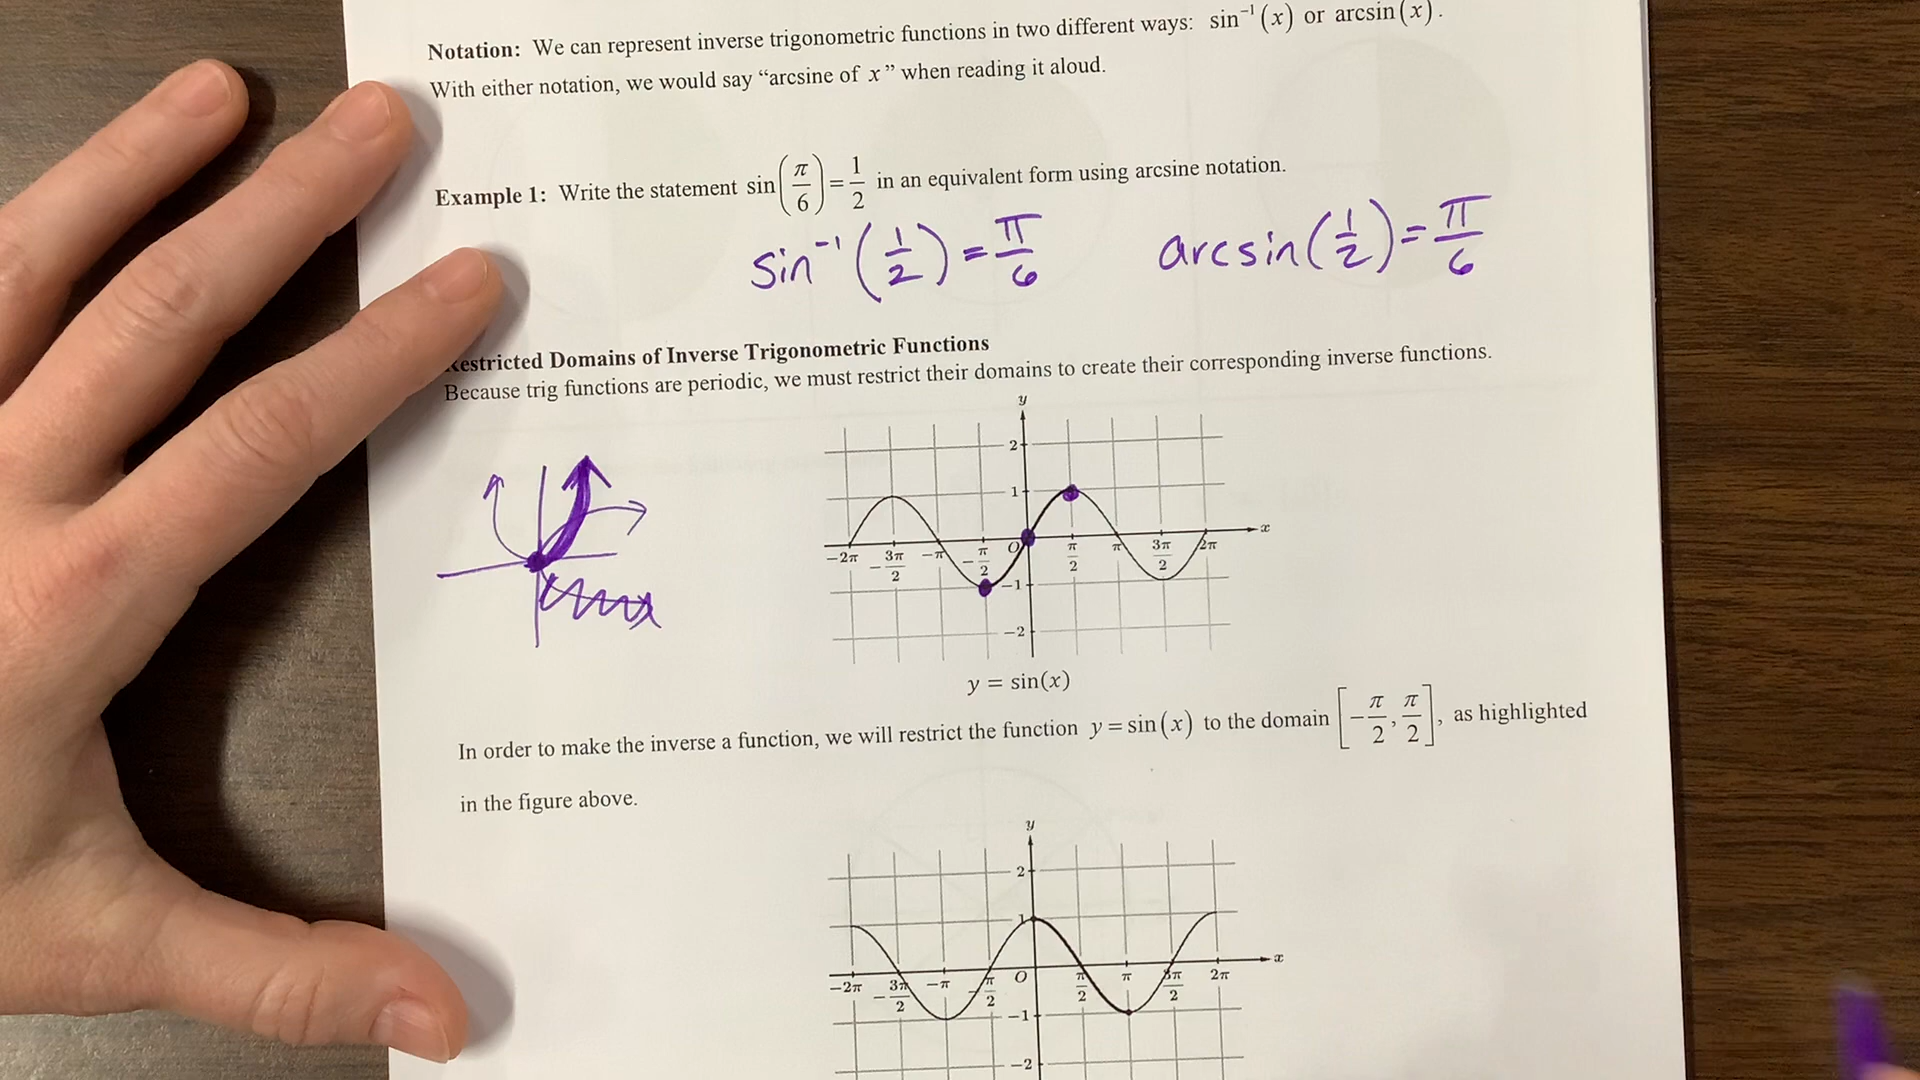 Notation: We can represent inverse trigonometric functions in two different ways: sin⁻¹(x) or arcsin(x).
With either notation, we would say “arcsine of x” when reading it aloud.
Example 1: Write the statement sin(π/6) = 1/2 in an equivalent form using arcsine notation.
sin⁻¹(1/2) = π/6 arcsin(1/2) = π/6
estricted Domains of Inverse Trigonometric Functions
Because trig functions are periodic, we must restrict their domains to create their corresponding inverse functions.
y
2
1
x
−2π −3π/2 −π −π/2 O π/2 π 3π/2 2π
−1
−2
y = sin(x)
In order to make the inverse a function, we will restrict the function y = sin(x) to the domain [−π/2, π/2], as highlighted
in the figure above.
y
2
1
x
−2π −3π/2 −π −π/2 O π/2 π 3π/2 2π
−1
−2